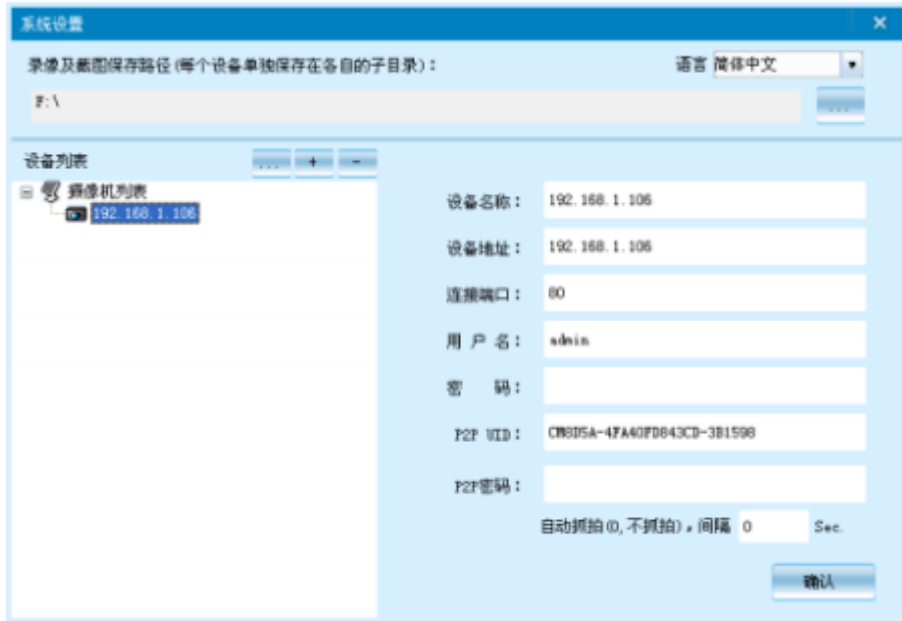 系统设置
录像及截图保存路径(每个设备单独保存在各自的子目录):
语言 简体中文
F:\
...
设备列表
... + -
摄像机列表
192.168.1.106
设备名称: 192.168.1.106
设备地址: 192.168.1.106
连接端口: 80
用 户 名: admin
密 码:
P2P UID: CM8D5A-4FA40FD843CD-3B1598
P2P密码:
自动抓拍(0,不抓拍),间隔 0 Sec.
确认